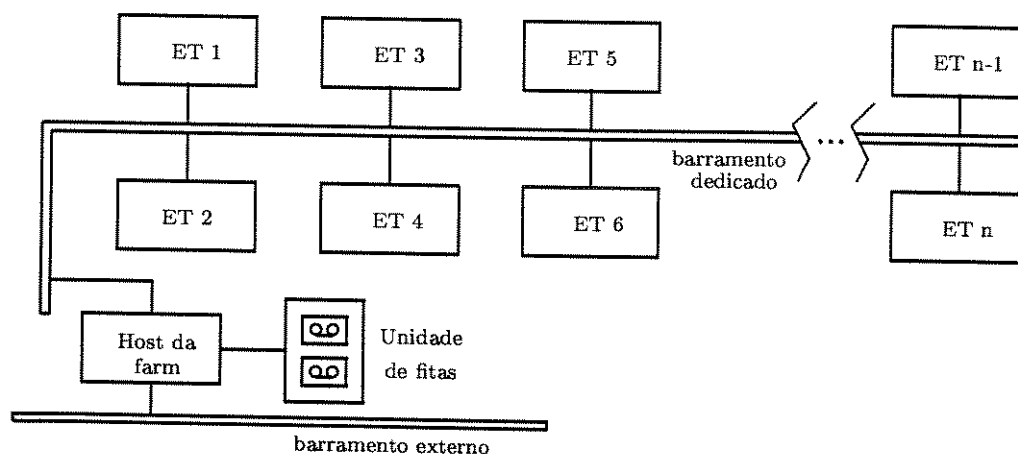 ET 1
ET 3
ET 5
ET n-1
...
barramento
dedicado
ET 2
ET 4
ET 6
ET n
Host da
farm
Unidade
de fitas
barramento externo